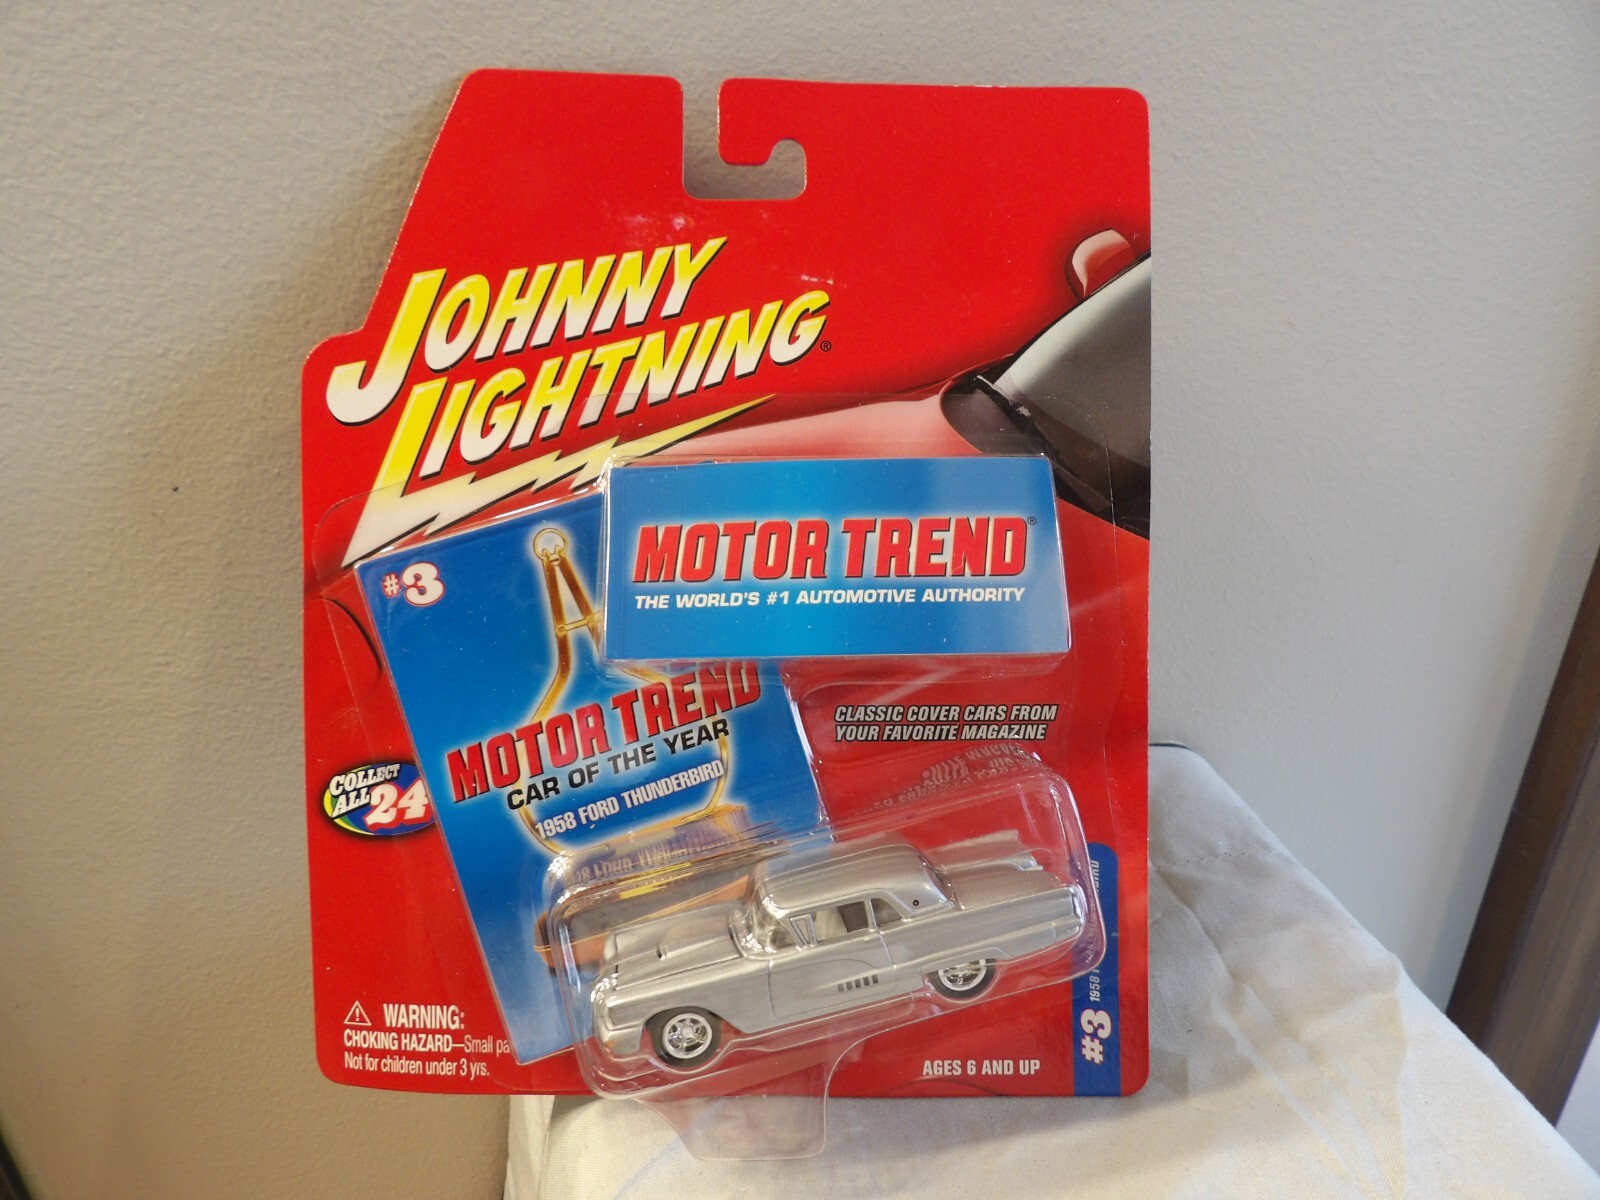 JOHNNY
LIGHTNING®
MOTOR TREND®
THE WORLD'S #1 AUTOMOTIVE AUTHORITY
#3
MOTOR TREND
CAR OF THE YEAR
1958 FORD THUNDERBIRD
CLASSIC COVER CARS FROM
YOUR FAVORITE MAGAZINE
COLLECT
ALL 24
WARNING:
CHOKING HAZARD—Small
Not for children under 3 yrs.
AGES 6 AND UP
#3 1958